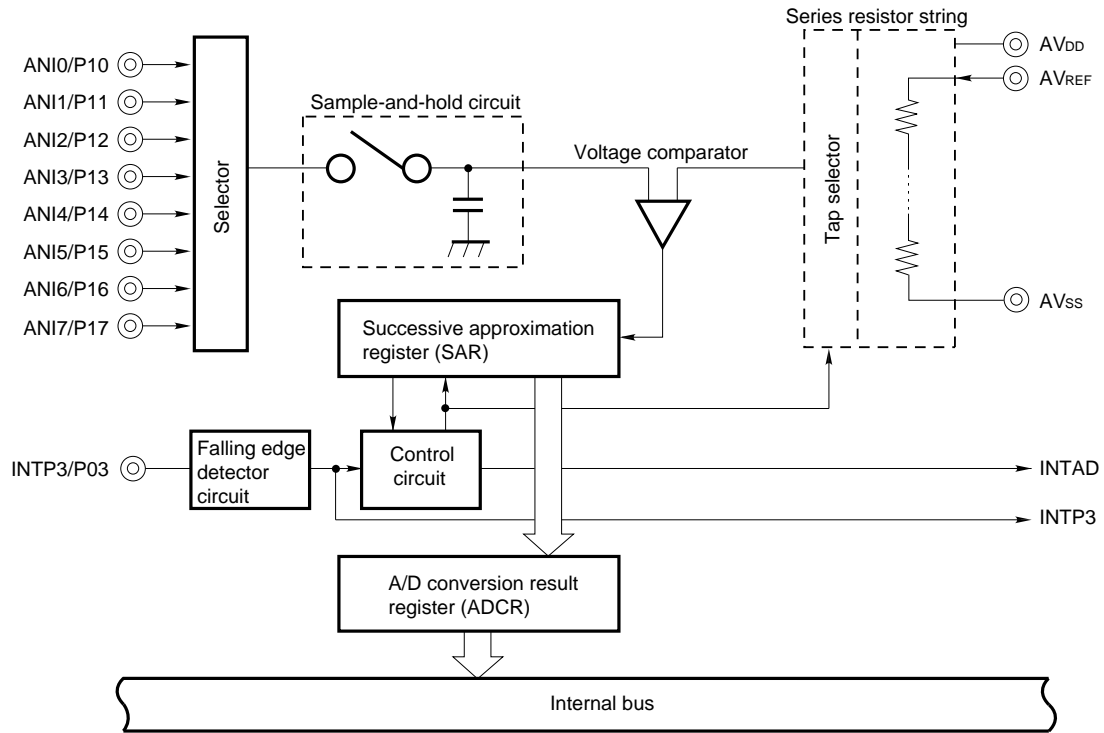 Series resistor string
ANI0/P10
ANI1/P11
ANI2/P12
ANI3/P13
ANI4/P14
ANI5/P15
ANI6/P16
ANI7/P17
Selector
Sample-and-hold circuit
Voltage comparator
Tap selector
AVDD
AVREF
AVSS
Successive approximation
register (SAR)
INTP3/P03
Falling edge
detector
circuit
Control
circuit
INTAD
INTP3
A/D conversion result
register (ADCR)
Internal bus